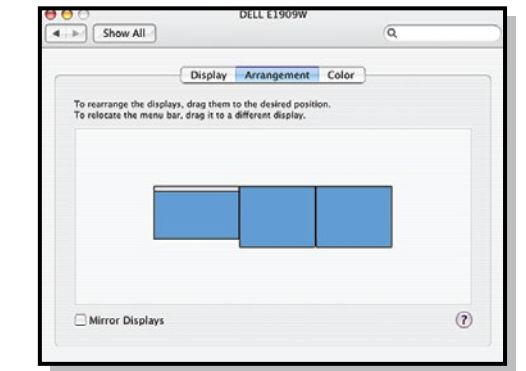 DELL E1909W
Show All
Display Arrangement Color
To rearrange the displays, drag them to the desired position.
To relocate the menu bar, drag it to a different display.
Mirror Displays
?